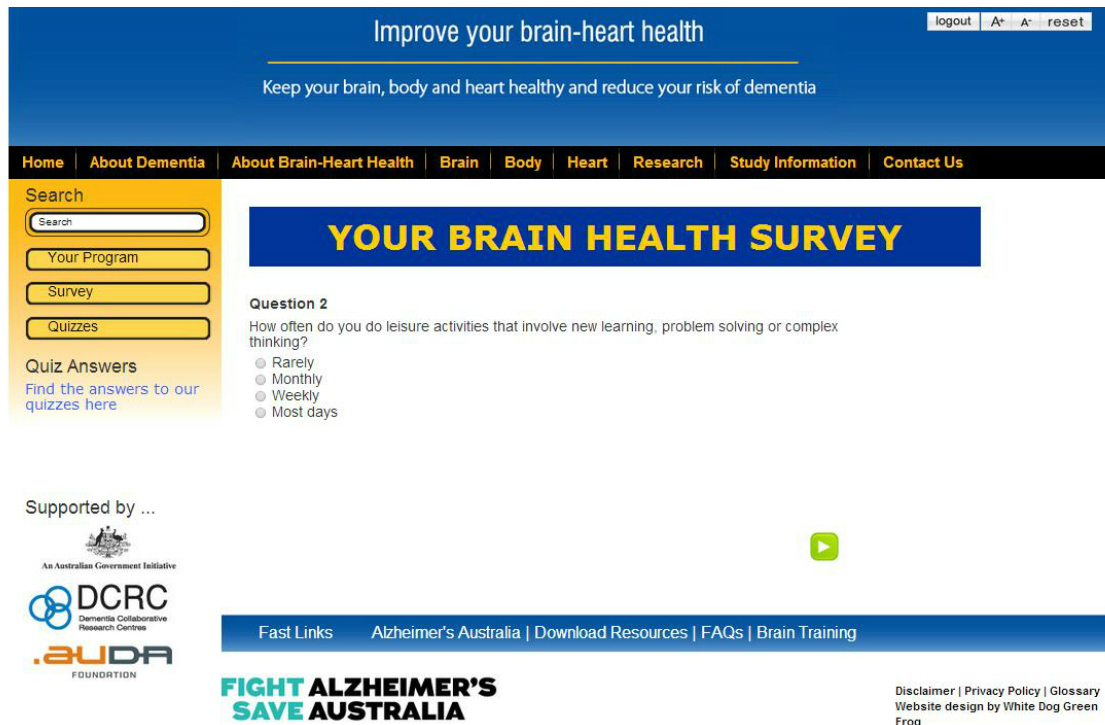 Improve your brain-heart health
logout A+ A- reset
Keep your brain, body and heart healthy and reduce your risk of dementia
Home About Dementia About Brain-Heart Health Brain Body Heart Research Study Information Contact Us
Search
Search
Your Program
Survey
Quizzes
Quiz Answers
Find the answers to our
quizzes here
YOUR BRAIN HEALTH SURVEY
Question 2
How often do you do leisure activities that involve new learning, problem solving or complex
thinking?
Rarely
Monthly
Weekly
Most days
Supported by ...
An Australian Government Initiative
DCRC
Dementia Collaborative
Research Centres
.auDA
FOUNDATION
Fast Links Alzheimer's Australia | Download Resources | FAQs | Brain Training
FIGHT ALZHEIMER'S
SAVE AUSTRALIA
Disclaimer | Privacy Policy | Glossary
Website design by White Dog Green
Frog